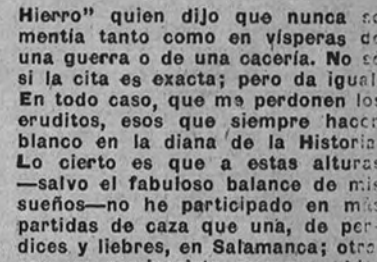 Hierro” quien dijo que nunca se
mentía tanto como en vísperas de
una guerra o de una cacería. No sé
si la cita es exacta; pero da igual.
En todo caso, que me perdonen los
eruditos, esos que siempre hacen
blanco en la diana de la Historia.
Lo cierto es que a estas alturas
—salvo el fabuloso balance de mis
sueños—no he participado en más
partidas de caza que una, de per-
dices y liebres, en Salamanca; otra